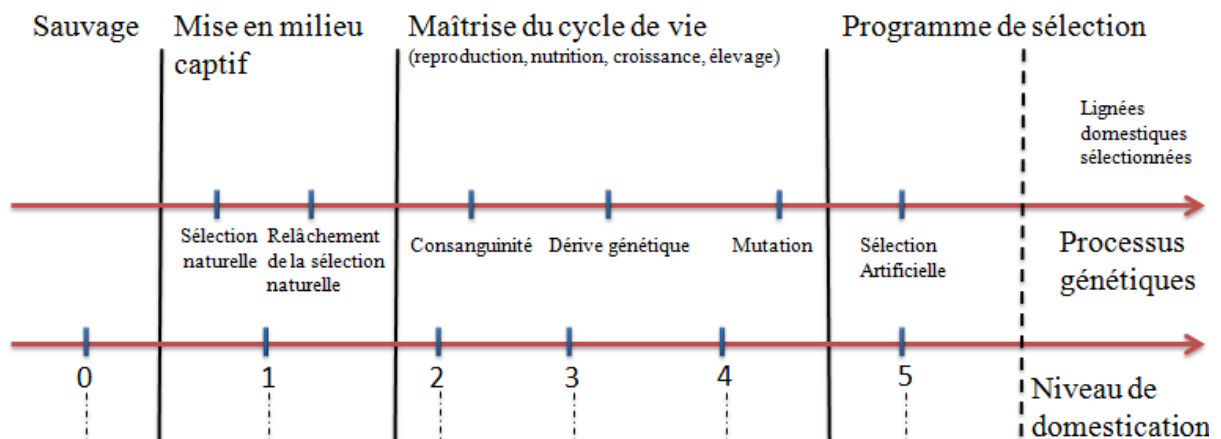 Sauvage
Mise en milieu
captif
Maîtrise du cycle de vie
(reproduction, nutrition, croissance, élevage)
Programme de sélection
Lignées
domestiques
sélectionnées
Sélection
naturelle
Relâchement
de la sélection
naturelle
Consanguinité
Dérive génétique
Mutation
Sélection
Artificielle
Processus
génétiques
0
1
2
3
4
5
Niveau de
domestication